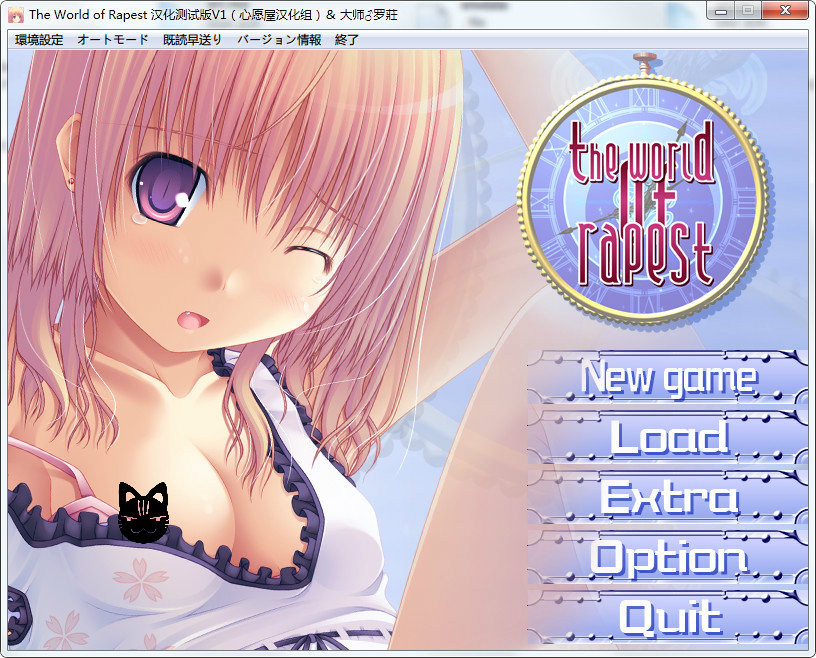 The World of Rapest 汉化测试版V1（心愿屋汉化组）& 大师ζ罗莊
環境設定 オートモード 既読早送り バージョン情報 終了
the world
of
rapest
New game
Load
Extra
Option
Quit